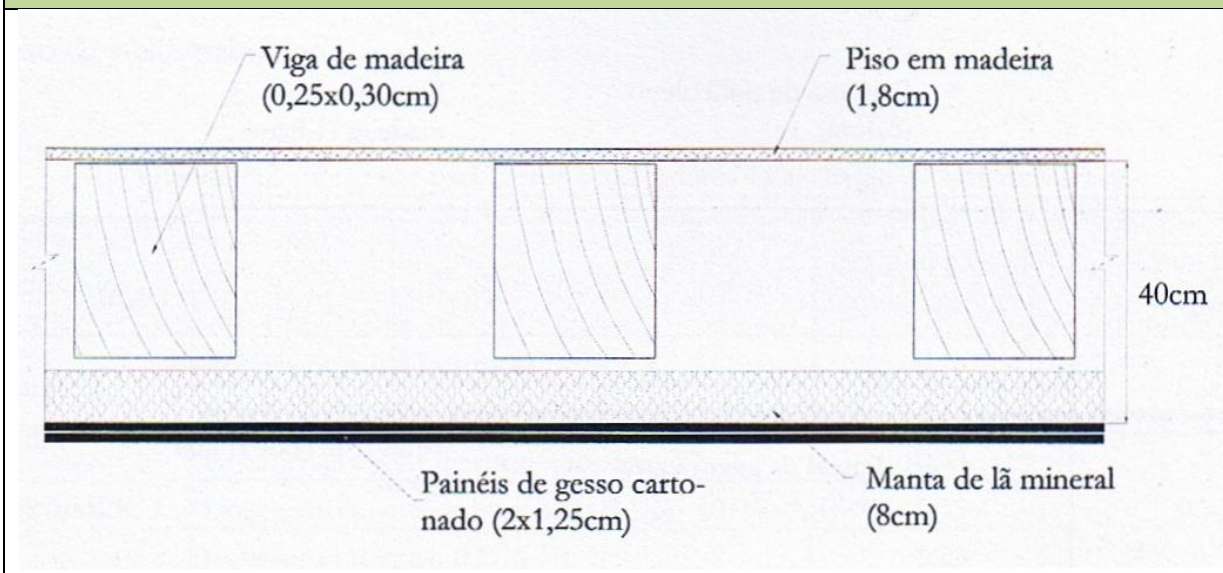 Viga de madeira
(0,25x0,30cm)
Piso em madeira
(1,8cm)
40cm
Painéis de gesso carto-
nado (2x1,25cm)
Manta de lã mineral
(8cm)